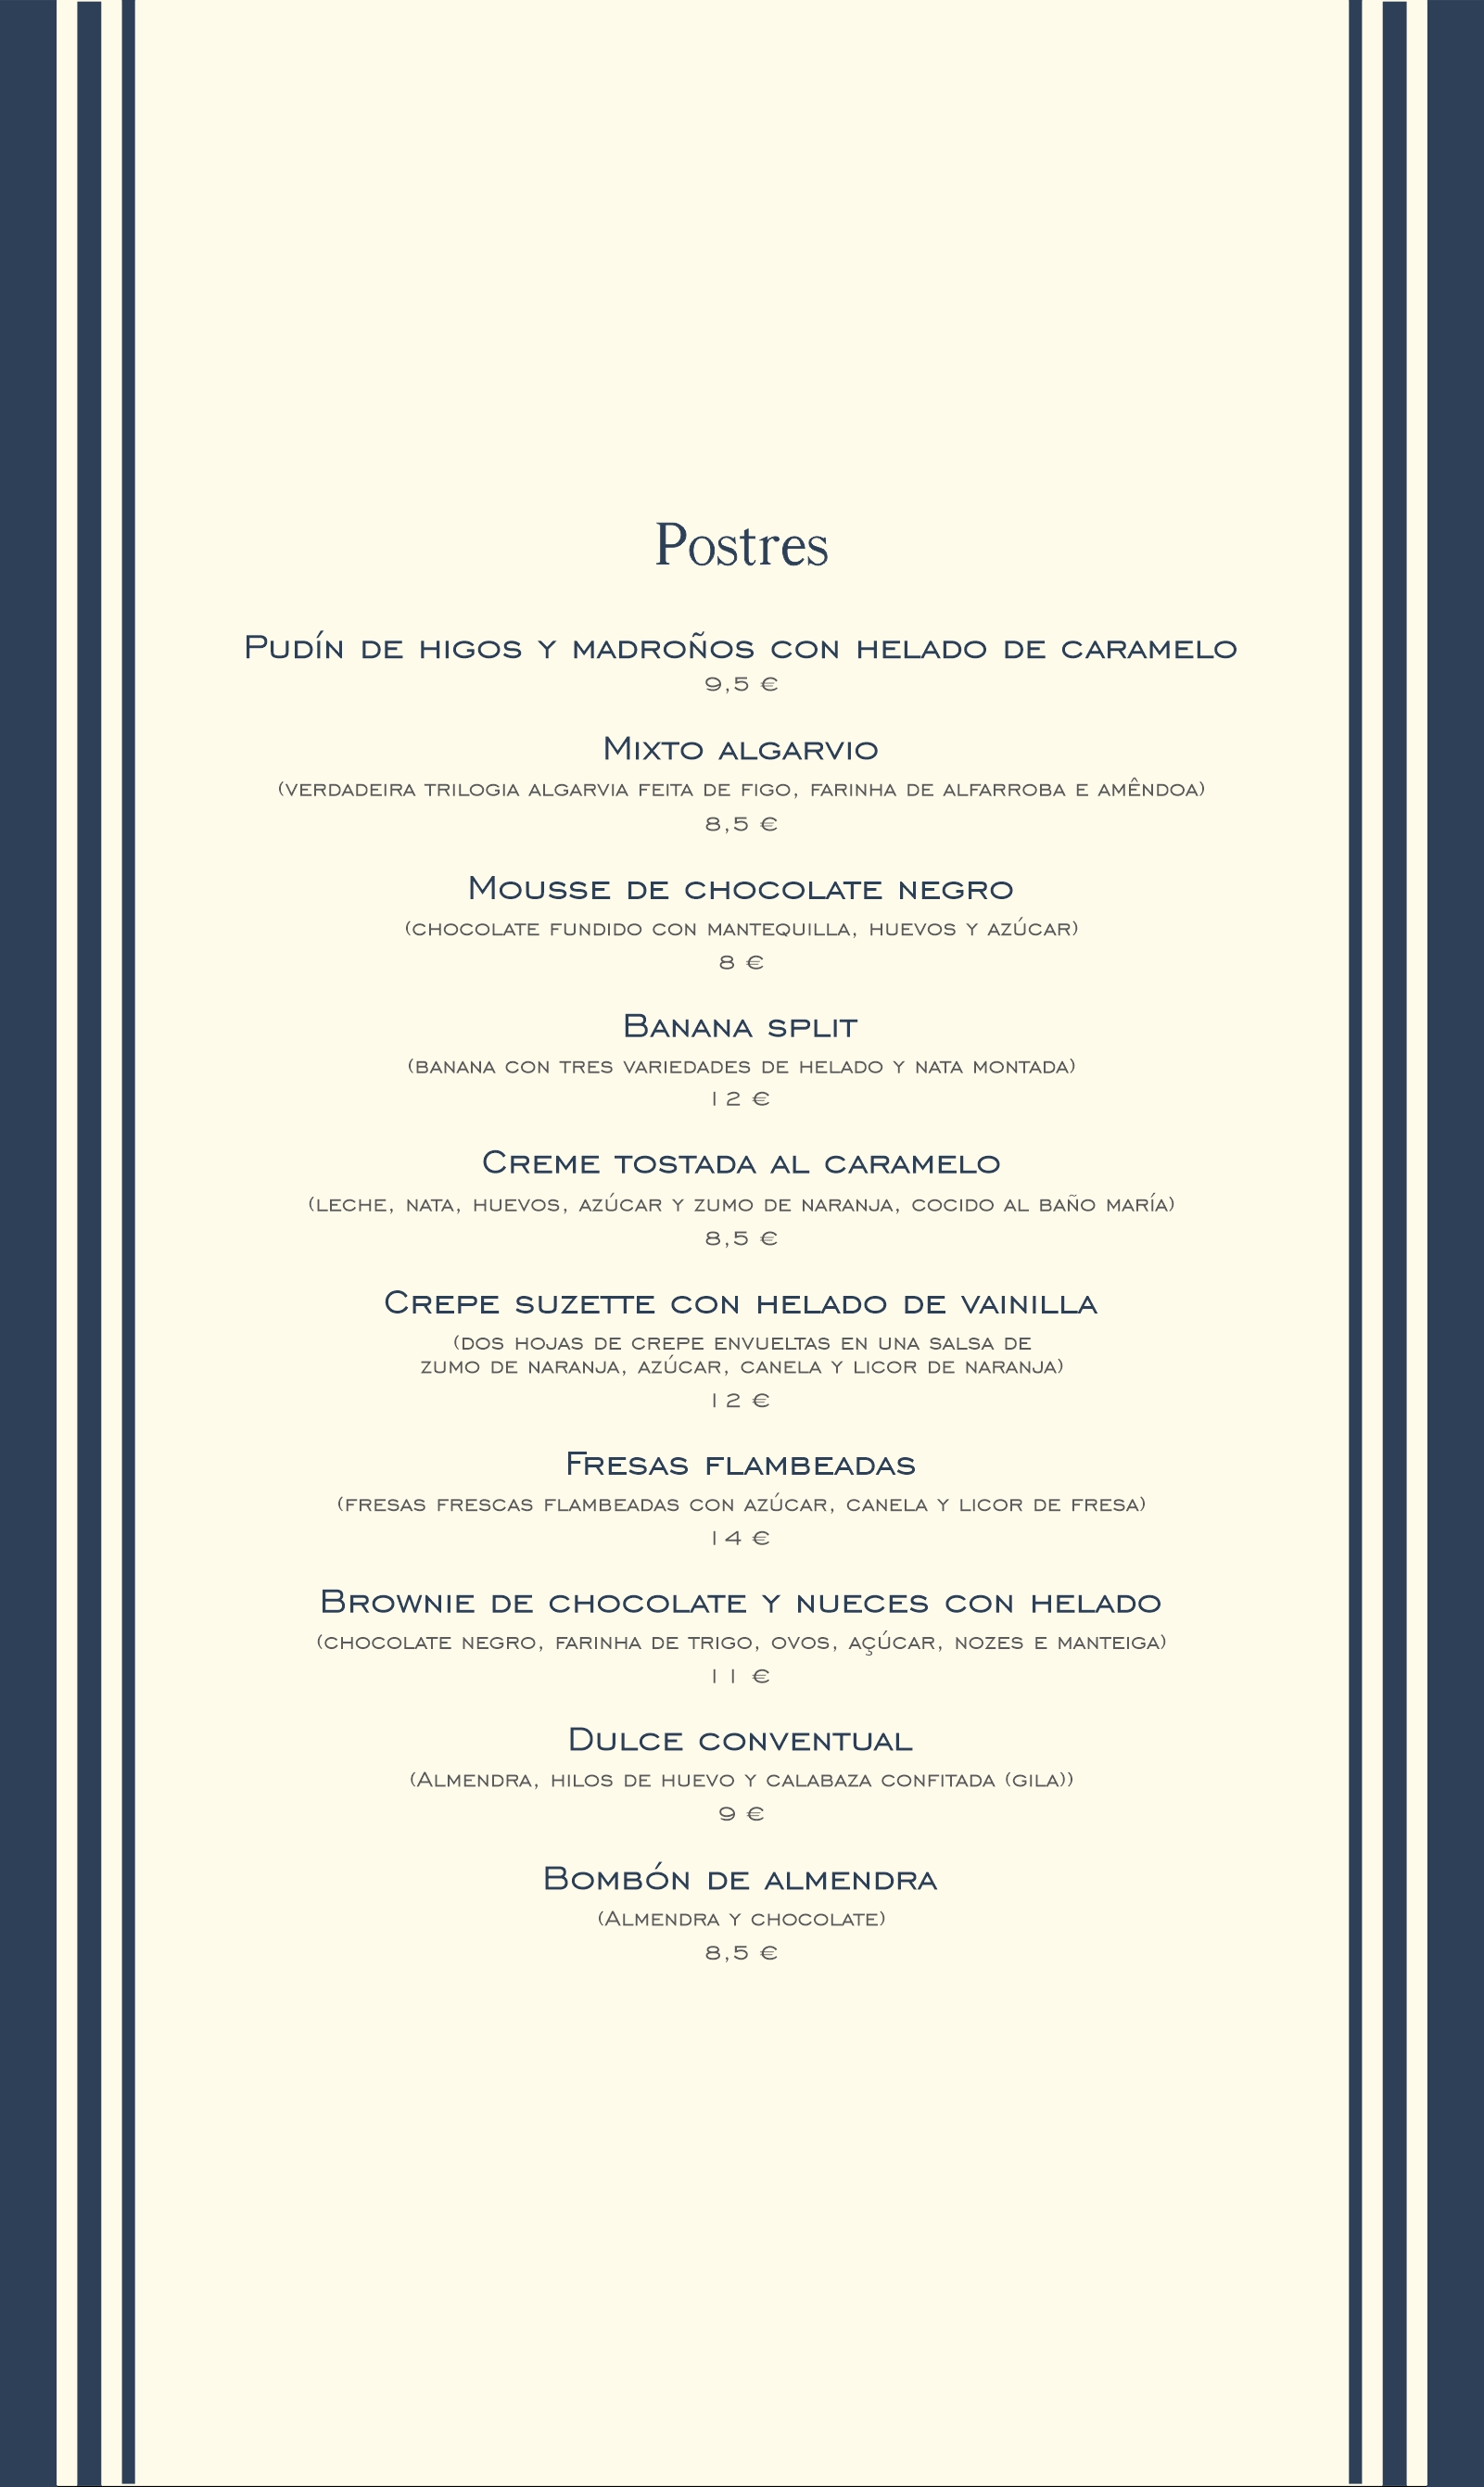 Postres
Pudín de higos y madroños con helado de caramelo
9,5 €
Mixto algarvio
(verdadeira trilogia algarvia feita de figo, farinha de alfarroba e amêndoa)
8,5 €
Mousse de chocolate negro
(chocolate fundido con mantequilla, huevos y azúcar)
8 €
Banana split
(banana con tres variedades de helado y nata montada)
12 €
Creme tostada al caramelo
(leche, nata, huevos, azúcar y zumo de naranja, cocido al baño maría)
8,5 €
Crepe suzette con helado de vainilla
(dos hojas de crepe envueltas en una salsa de
zumo de naranja, azúcar, canela y licor de naranja)
12 €
Fresas flambeadas
(fresas frescas flambeadas con azúcar, canela y licor de fresa)
14 €
Brownie de chocolate y nueces con helado
(chocolate negro, farinha de trigo, ovos, açúcar, nozes e manteiga)
11 €
Dulce conventual
(Almendra, hilos de huevo y calabaza confitada (gila))
9 €
Bombón de almendra
(Almendra y chocolate)
8,5 €